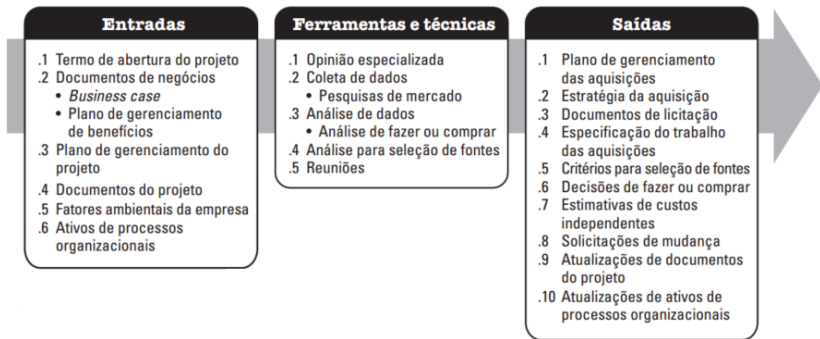 Entradas
.1 Termo de abertura do projeto
.2 Documentos de negócios
• Business case
• Plano de gerenciamento
de benefícios
.3 Plano de gerenciamento do
projeto
.4 Documentos do projeto
.5 Fatores ambientais da empresa
.6 Ativos de processos
organizacionais
Ferramentas e técnicas
.1 Opinião especializada
.2 Coleta de dados
• Pesquisas de mercado
.3 Análise de dados
• Análise de fazer ou comprar
.4 Análise para seleção de fontes
.5 Reuniões
Saídas
.1 Plano de gerenciamento
das aquisições
.2 Estratégia da aquisição
.3 Documentos de licitação
.4 Especificação do trabalho
das aquisições
.5 Critérios para seleção de fontes
.6 Decisões de fazer ou comprar
.7 Estimativas de custos
independentes
.8 Solicitações de mudança
.9 Atualizações de documentos
do projeto
.10 Atualizações de ativos de
processos organizacionais